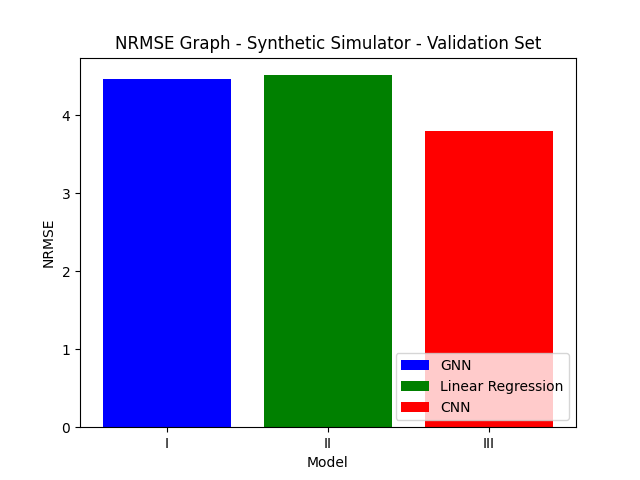 NRMSE Graph - Synthetic Simulator - Validation Set
NRMSE
4
3
2
1
0
GNN
Linear Regression
CNN
I
II
III
Model